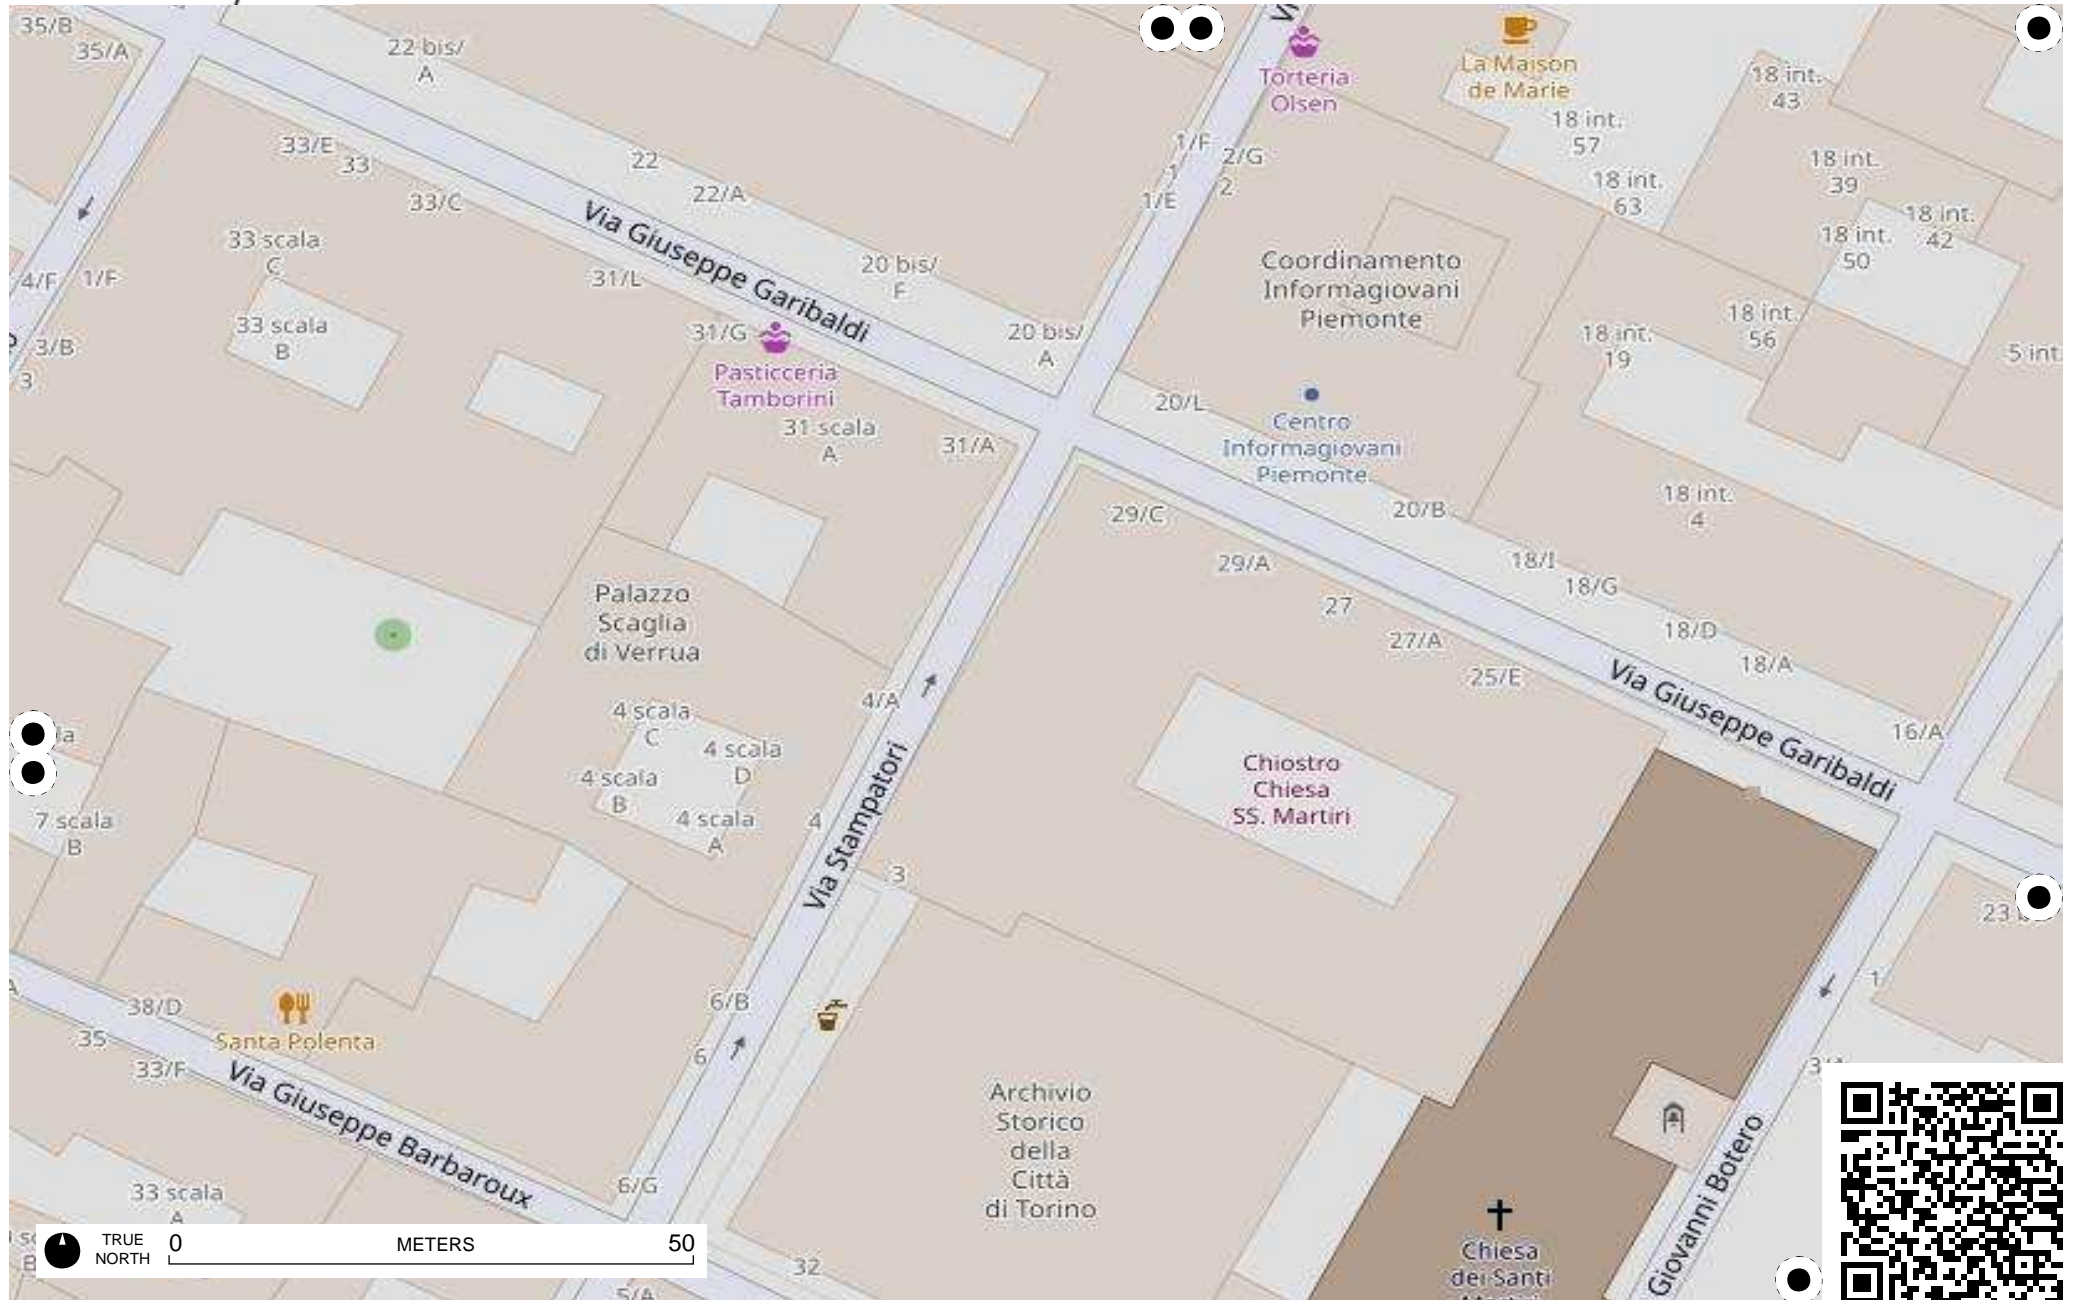 35/B
35/A
22 bis/
A
Torteria
Olsen
La Maison
de Marie
18 int.
43
18 int.
57
33/E
33
33/C
22
22/A
1/F
1
1/E
2/G
2
18 int.
63
18 int.
39
18 int.
42
18 int.
50
Via Giuseppe Garibaldi
33 scala
C
4/F
1/F
31/L
20 bis/
F
Coordinamento
Informagiovani
Piemonte
33 scala
B
3/B
3
31/G
Pasticceria
Tamborini
20 bis/
A
18 int.
19
18 int.
56
5 int.
31 scala
A
31/A
20/L
Centro
Informagiovani
Piemonte
18 int.
4
29/C
20/B
29/A
18/I
18/G
27
27/A
18/D
18/A
25/E
Via Giuseppe Garibaldi
16/A
Palazzo
Scaglia
di Verrua
4 scala
C
4/A
4 scala
D
4 scala
B
4 scala
A
4
Via Stampatori
3
Chiostro
Chiesa
SS. Martiri
7 scala
B
23
1
38/D
Santa Polenta
35
33/F
Via Giuseppe Barbaroux
6/B
6
Archivio
Storico
della
Città
di Torino
6/G
33 scala
A
32
5/A
Giovanni Botero
Chiesa
dei Santi
TRUE
NORTH
0
METERS
50